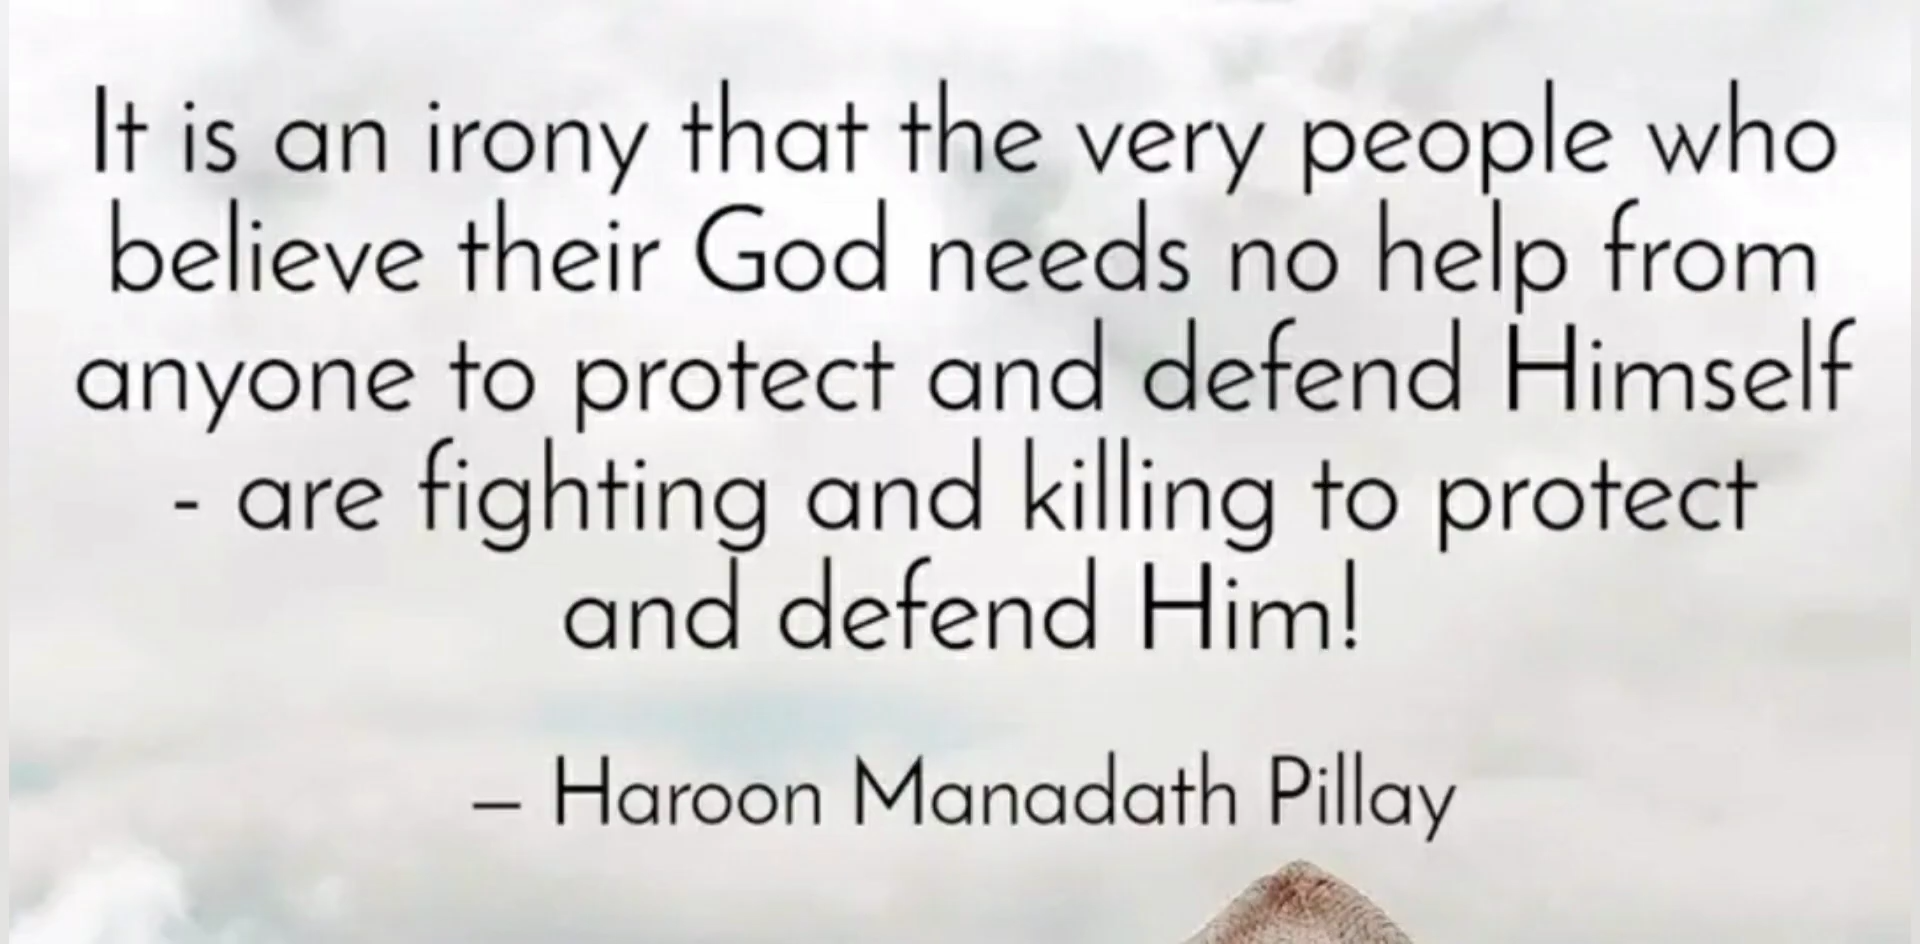 It is an irony that the very people who
believe their God needs no help from
anyone to protect and defend Himself
- are fighting and killing to protect
and defend Him!
– Haroon Manadath Pillay